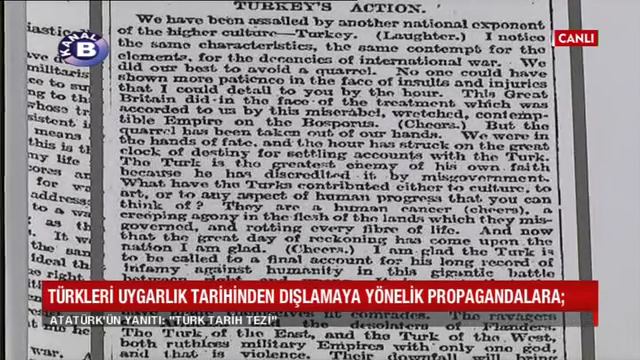 TURKEY'S ACTION.
We have been assailed by another national exponent
of the higher culture—Turkey. (Laughter.) I notice
the same characteristics, the same contempt for the
elements, for the decencies of international war. We
did our best to avoid a quarrel. No one could have
shown more patience in the face of insults and injuries
that I could detail to you by the hour. This Great
Britain did in the face of the treatment which was
accorded to us by this miserabel, wretched, contemp-
tible Empire on the Bosporus. (Cheers.) But the
quarrel has been taken out of our hands. We were in
the hands of fate, and the hour has struck on the great
clock of destiny for settling accounts with the Turk.
The Turk is the greatest enemy of his own faith
because he has discredited it by misgovernment.
What have the Turks contributed either to culture, to
art, or to any aspect of human progress that you can
think of? They are a human cancer (cheers), a
creeping agony in the flesh of the lands which they mis-
governed, and rotting every fibre of life. And now
that the great day of reckoning has come upon the
nation I am glad. (Cheers.) I am glad the Turk is
to be called to a final account for his long record of
infamy against humanity in this gigantic battle
The Turk of the East, and the Turk of the West,
both ruthless military Empires with only one god,
and that is violence. Their downfall will
KANAL
B
CANLI
TÜRKLERİ UYGARLIK TARİHİNDEN DIŞLAMAYA YÖNELİK PROPAGANDALARA;
ATATÜRK'ÜN YANITI: "TÜRK TARİH TEZİ"